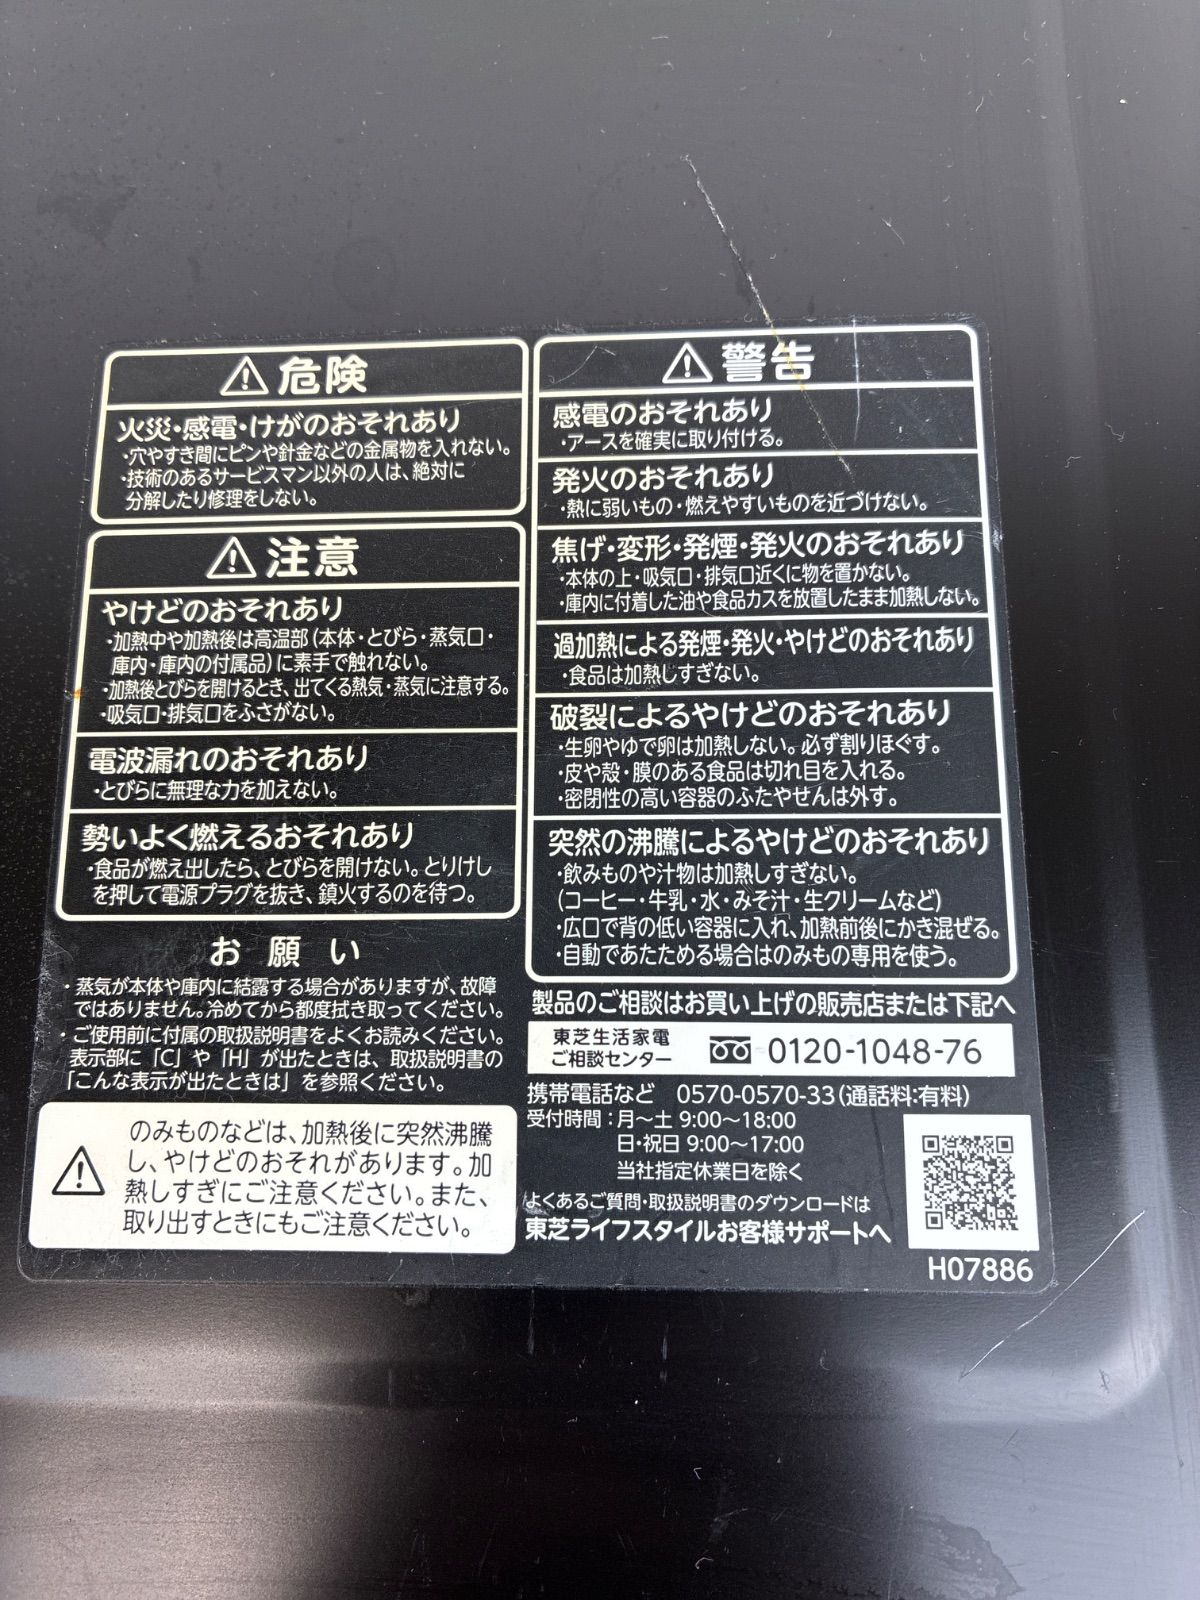 危険
火災・感電・けがのおそれあり
・穴やすき間にピンや針金などの金属物を入れない。
・技術のあるサービスマン以外の人は、絶対に
分解したり修理をしない。
注意
やけどのおそれあり
・加熱中や加熱後は高温部(本体・とびら・蒸気口・
庫内・庫内の付属品)に素手で触れない。
・加熱後とびらを開けるとき、出てくる熱気・蒸気に注意する。
・吸気口・排気口をふさがない。
電波漏れのおそれあり
・とびらに無理な力を加えない。
勢いよく燃えるおそれあり
・食品が燃え出したら、とびらを開けない。とりけし
を押して電源プラグを抜き、鎮火するのを待つ。
お願い
・蒸気が本体や庫内に結露する場合がありますが、故障
ではありません。冷めてから都度拭き取ってください。
・ご使用前に付属の取扱説明書をよくお読みください。
表示部に「C」や「H」が出たときは、取扱説明書の
「こんな表示が出たときは」を参照ください。
のみものなどは、加熱後に突然沸騰
し、やけどのおそれがあります。加
熱しすぎにご注意ください。また、
取り出すときにもご注意ください。
警告
感電のおそれあり
・アースを確実に取り付ける。
発火のおそれあり
・熱に弱いもの・燃えやすいものを近づけない。
焦げ・変形・発煙・発火のおそれあり
・本体の上・吸気口・排気口近くに物を置かない。
・庫内に付着した油や食品カスを放置したまま加熱しない。
過加熱による発煙・発火・やけどのおそれあり
・食品は加熱しすぎない。
破裂によるやけどのおそれあり
・生卵やゆで卵は加熱しない。必ず割りほぐす。
・皮や殻・膜のある食品は切れ目を入れる。
・密閉性の高い容器のふたやせんは外す。
突然の沸騰によるやけどのおそれあり
・飲みものや汁物は加熱しすぎない。
(コーヒー・牛乳・水・みそ汁・生クリームなど)
・広口で背の低い容器に入れ、加熱前後にかき混ぜる。
・自動であたためる場合はのみもの専用を使う。
製品のご相談はお買い上げの販売店または下記へ
東芝生活家電
ご相談センター
0120-1048-76
携帯電話など 0570-0570-33(通話料:有料)
受付時間:月〜土 9:00〜18:00
日・祝日 9:00〜17:00
当社指定休業日を除く
よくあるご質問・取扱説明書のダウンロードは
東芝ライフスタイルお客様サポートへ
H07886